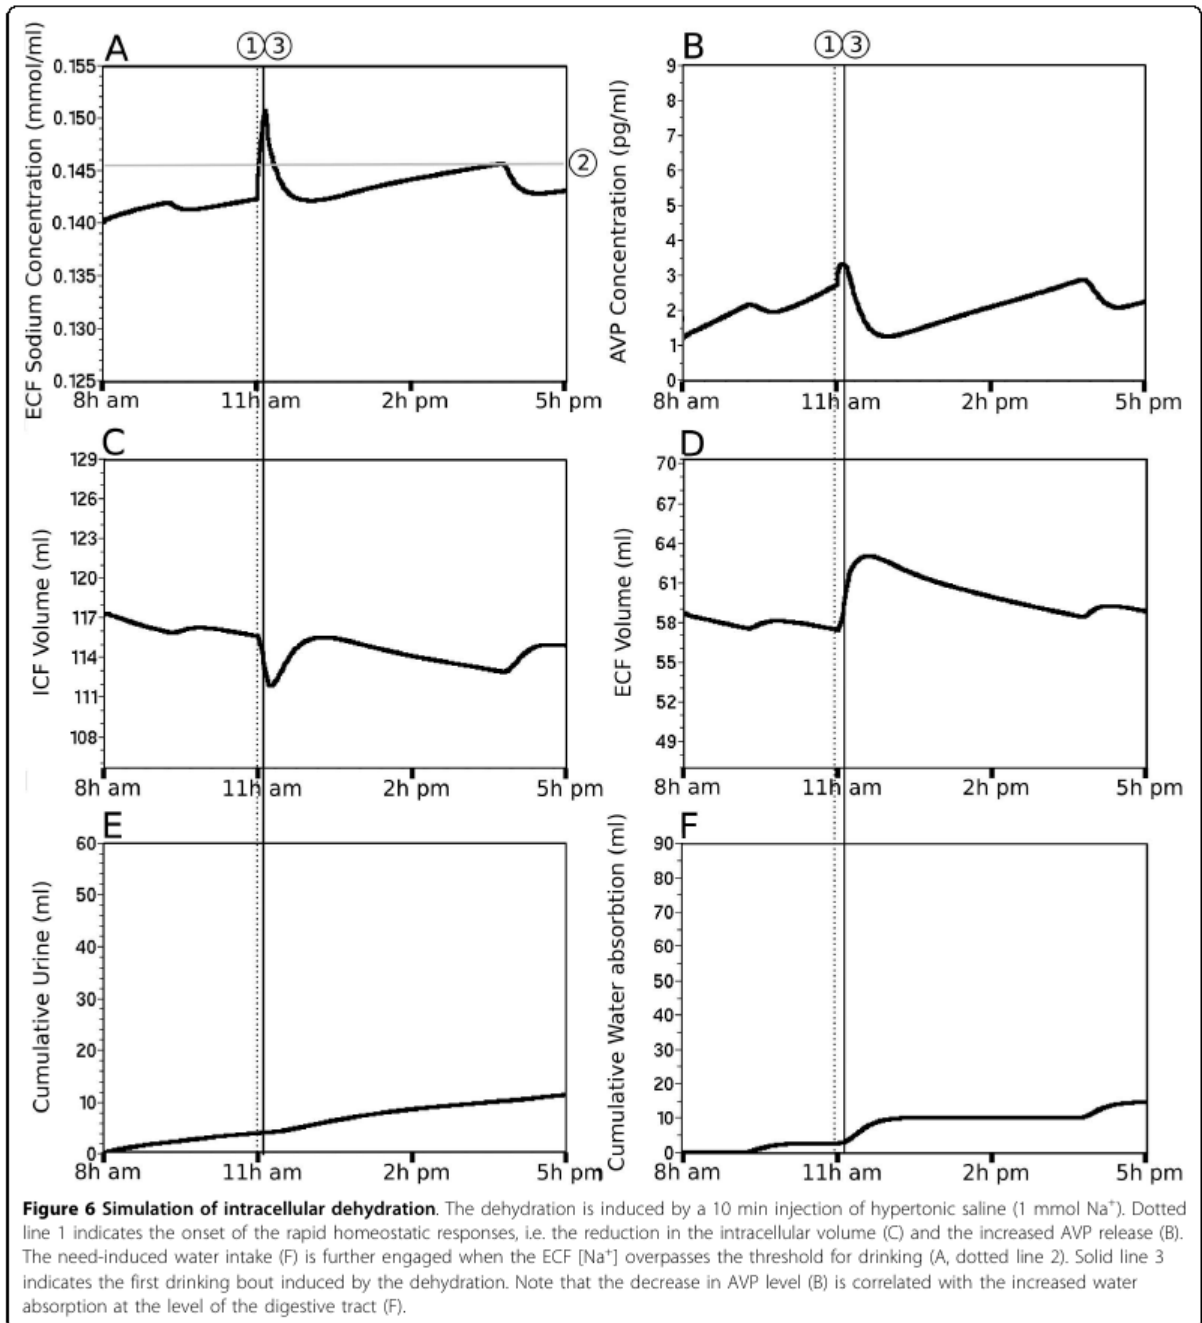 A
①③
ECF Sodium Concentration (mmol/ml)
0.155
0.150
0.145
0.140
0.135
0.130
0.125
②
8h am
11h am
2h pm
5h pm
B
①③
AVP Concentration (pg/ml)
9
8
7
6
5
4
3
2
1
0
8h am
11h am
2h pm
5h pm
C
ICF Volume (ml)
129
126
123
120
117
114
111
108
8h am
11h am
2h pm
5h pm
D
ECF Volume (ml)
70
67
64
61
58
55
52
49
8h am
11h am
2h pm
5h pm
E
Cumulative Urine (ml)
60
50
40
30
20
10
0
8h am
11h am
2h pm
5h pm
F
Cumulative Water absorbtion (ml)
90
80
70
60
50
40
30
20
10
0
8h am
11h am
2h pm
5h pm
Figure 6 Simulation of intracellular dehydration. The dehydration is induced by a 10 min injection of hypertonic saline (1 mmol Na⁺). Dotted
line 1 indicates the onset of the rapid homeostatic responses, i.e. the reduction in the intracellular volume (C) and the increased AVP release (B).
The need-induced water intake (F) is further engaged when the ECF [Na⁺] overpasses the threshold for drinking (A, dotted line 2). Solid line 3
indicates the first drinking bout induced by the dehydration. Note that the decrease in AVP level (B) is correlated with the increased water
absorption at the level of the digestive tract (F).